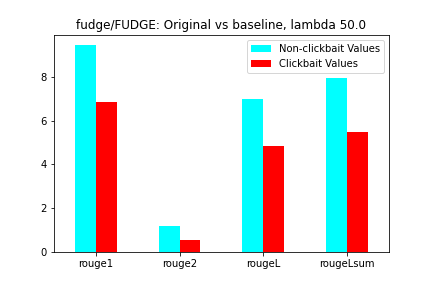 fudge/FUDGE: Original vs baseline, lambda 50.0
Non-clickbait Values
Clickbait Values
8
6
4
2
0
rouge1 rouge2 rougeL rougeLsum